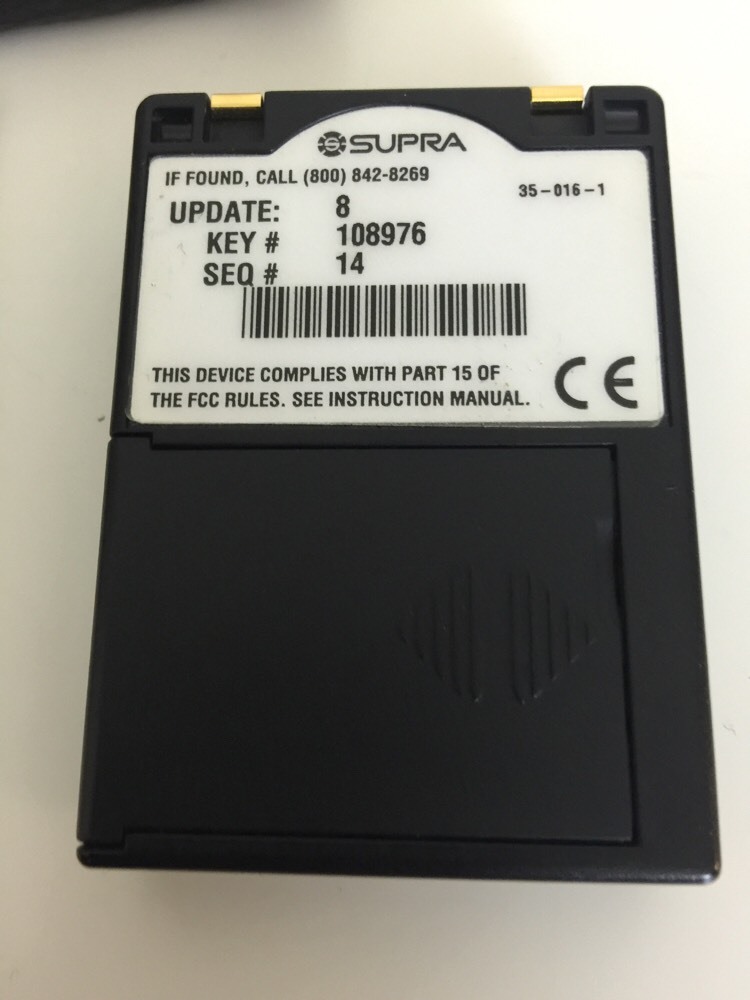 SUPRA
IF FOUND, CALL (800) 842-8269
35-016-1
UPDATE: 8
KEY # 108976
SEQ # 14
THIS DEVICE COMPLIES WITH PART 15 OF
THE FCC RULES. SEE INSTRUCTION MANUAL.
CE